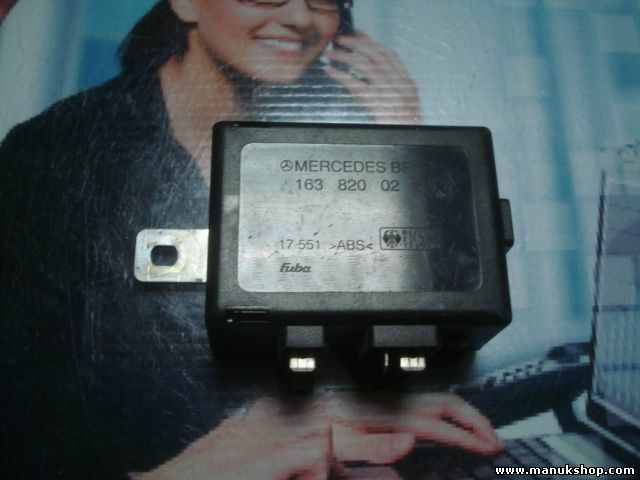 MERCEDES BE
163 820 02
17 551 >ABS<
fuba
www.manukshop.com